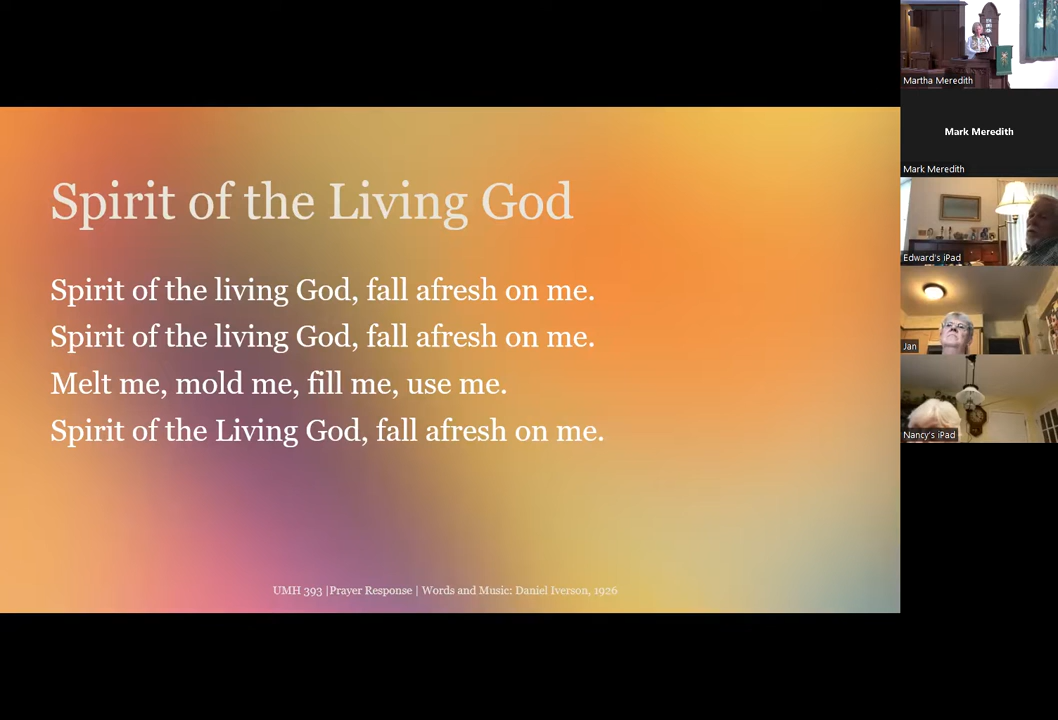 Spirit of the Living God
Spirit of the living God, fall afresh on me.
Spirit of the living God, fall afresh on me.
Melt me, mold me, fill me, use me.
Spirit of the Living God, fall afresh on me.
UMH 393 |Prayer Response | Words and Music: Daniel Iverson, 1926
Martha Meredith
Mark Meredith
Mark Meredith
Edward's iPad
Jan
Nancy's iPad